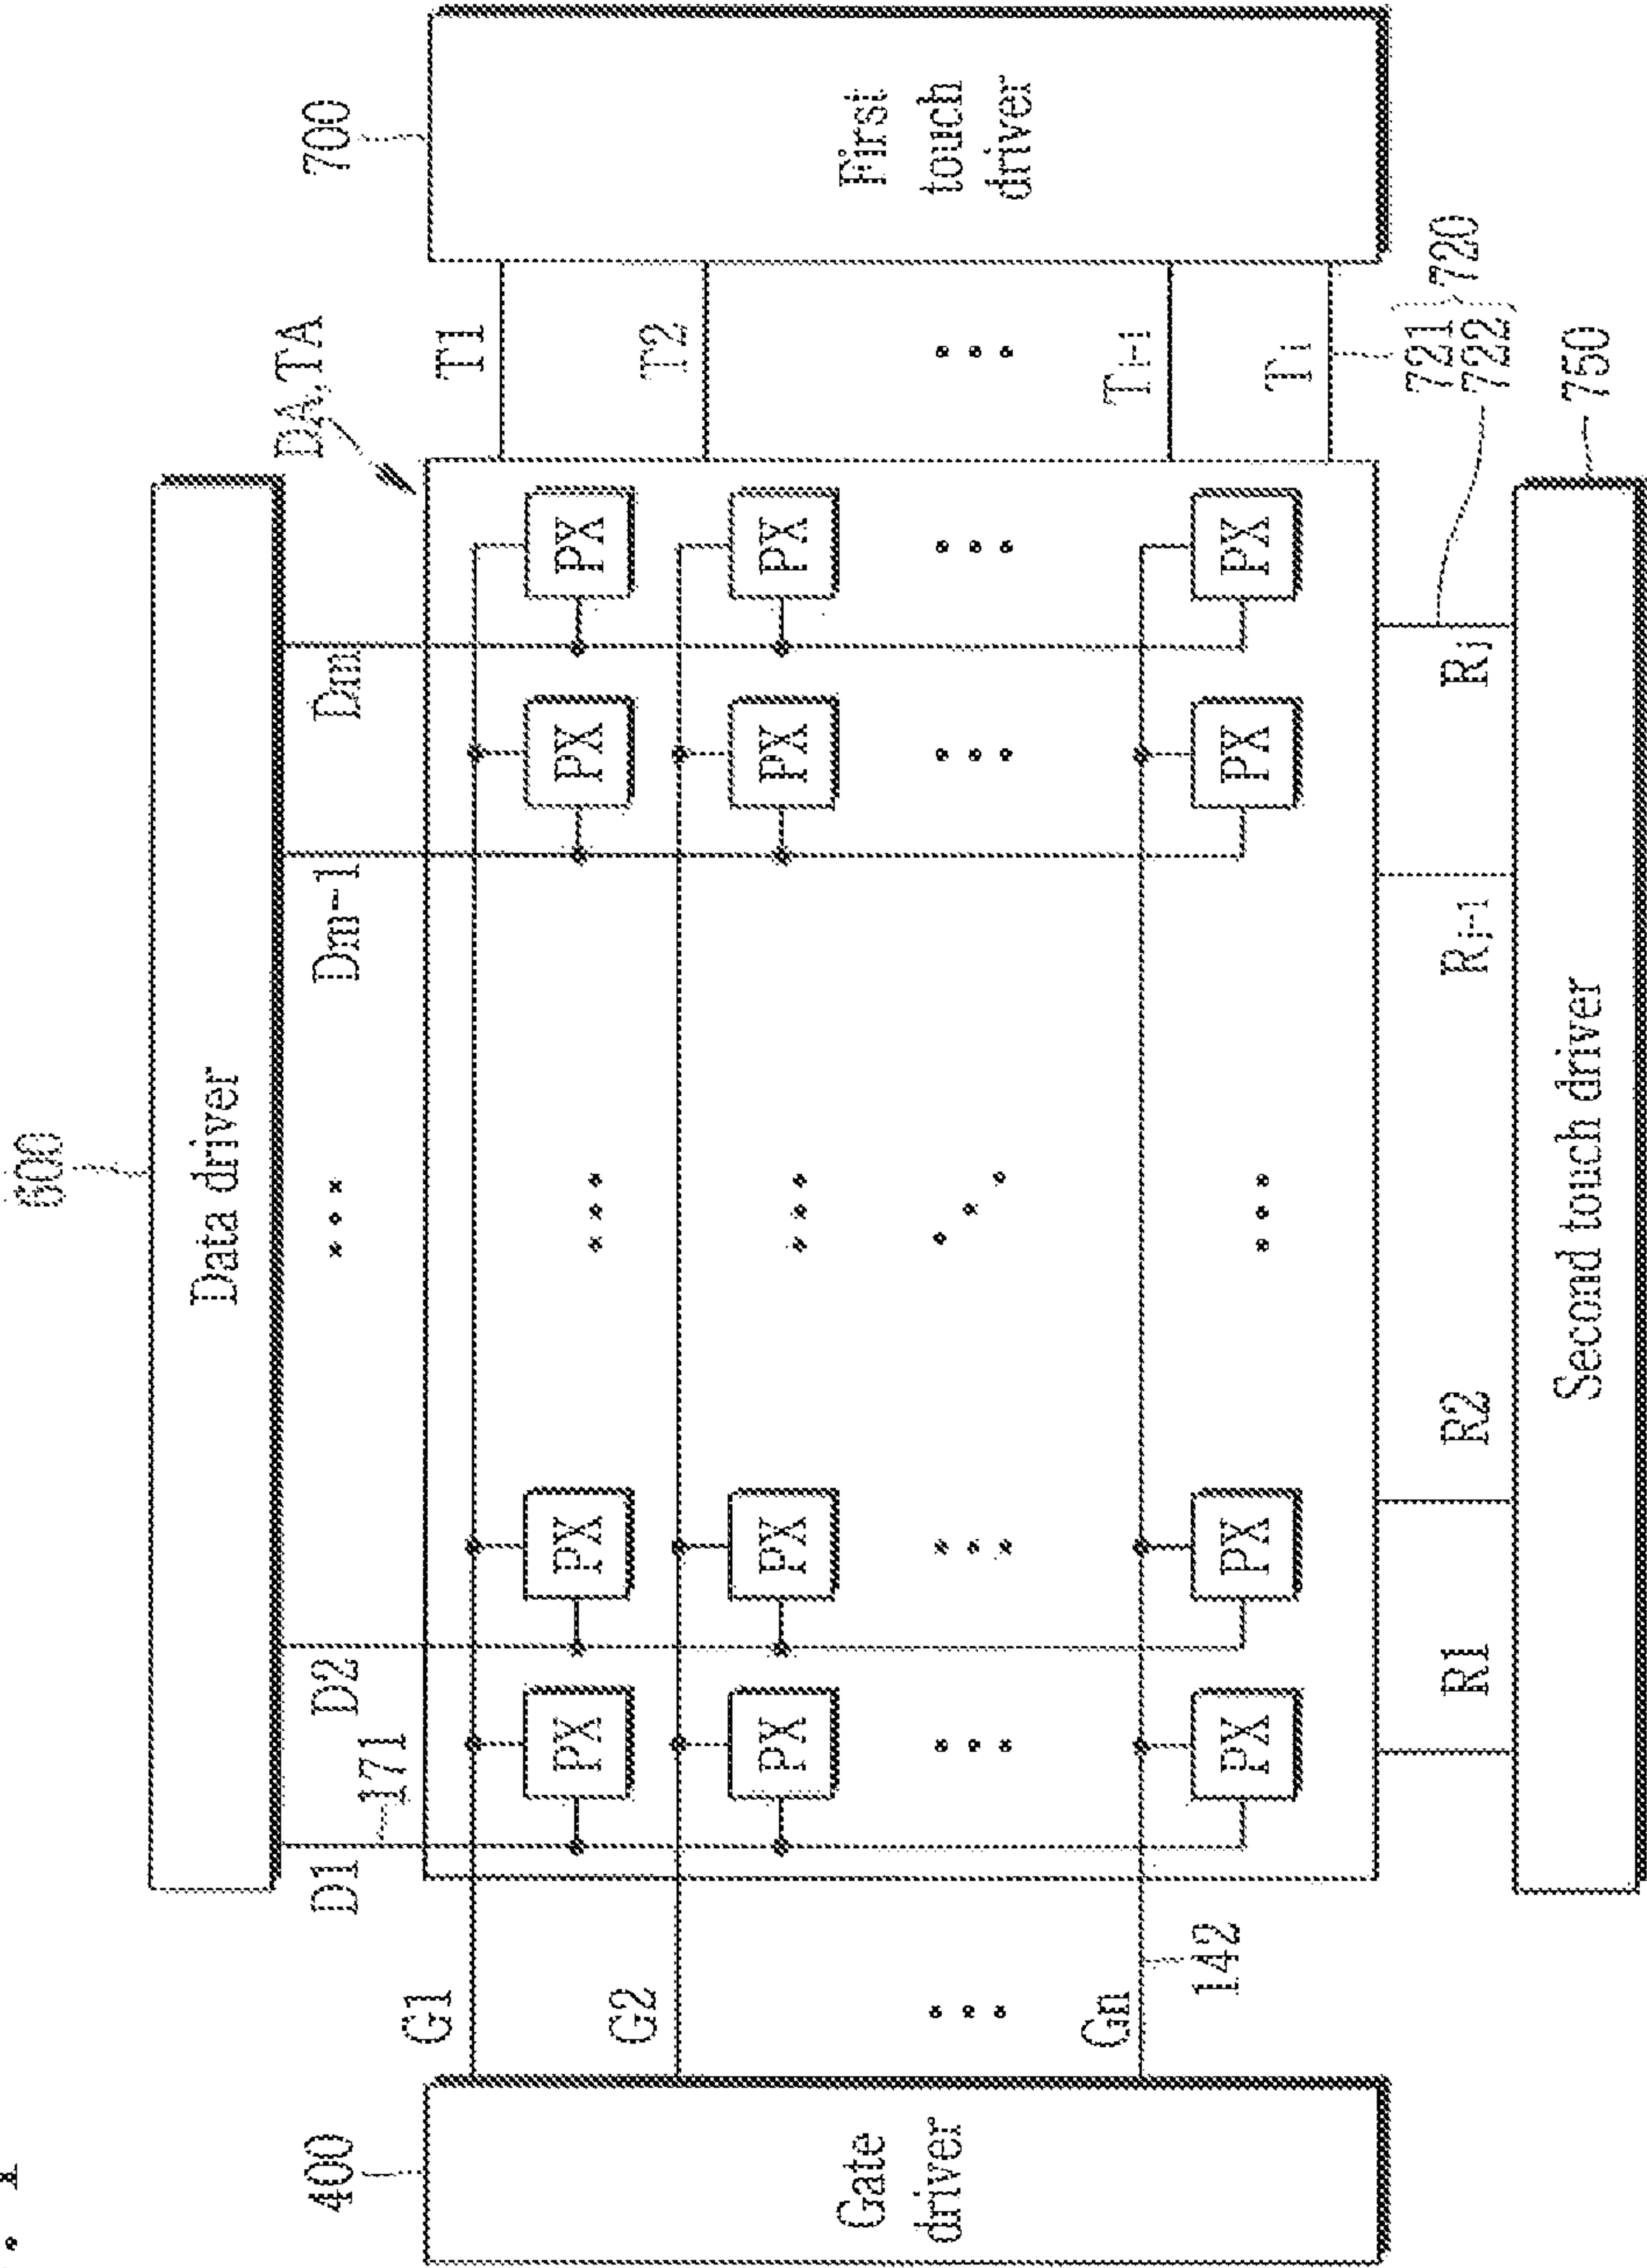 600
Data driver
DA,TA
400
D1
D2
Dm-1
Dm
700
171
G1
T1
PX PX PX PX
G2
T2
PX PX PX PX
Gate
driver
First
touch
driver
Gn
Ti-1
142
PX PX PX PX
Ti
R1
R2
Rj-1
Rj
721
722
720
Second touch driver
750